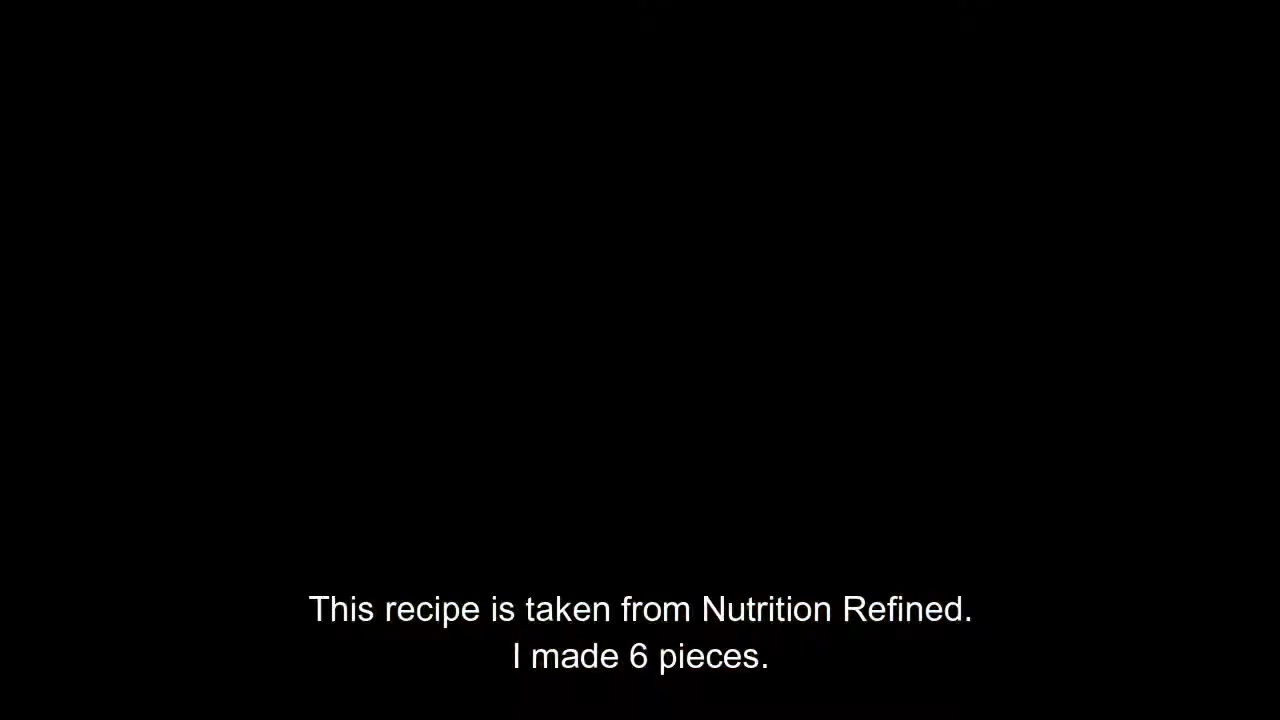 This recipe is taken from Nutrition Refined.
I made 6 pieces.